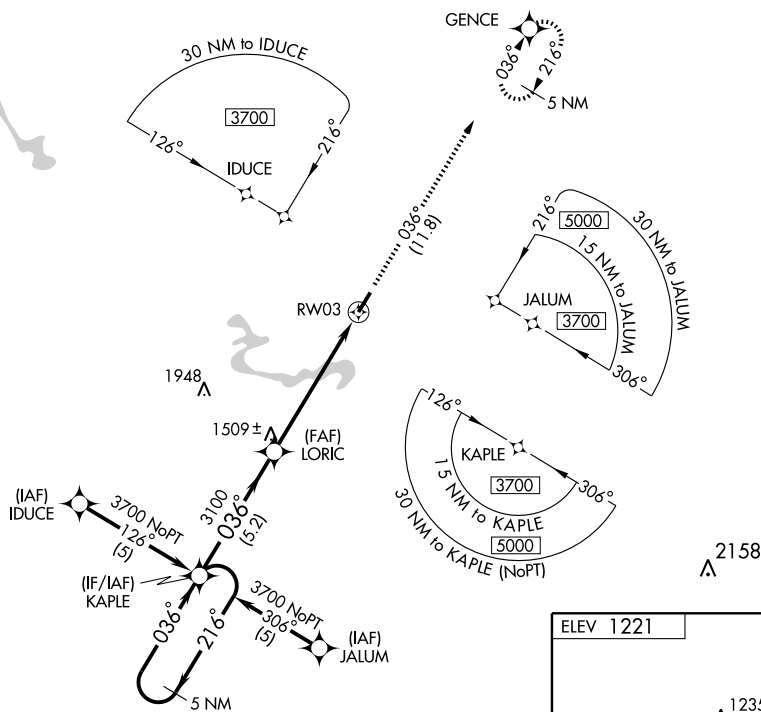 GENCE
036°
216°
5 NM
30 NM to IDUCE
3700
126°
216°
IDUCE
036°
(11.8)
216°
5000
15 NM to JALUM
30 NM to JALUM
JALUM
3700
306°
RW03
1948
1509 ±
(FAF)
LORIC
126°
KAPLE
3700
306°
15 NM to KAPLE
30 NM to KAPLE (NoPT)
5000
3100
036°
(5.2)
(IAF)
IDUCE
3700 NoPT
126°
(5)
(IF/IAF)
KAPLE
3700 NoPT
306°
(5)
(IAF)
JALUM
036°
216°
5 NM
2158
ELEV 1221
1235